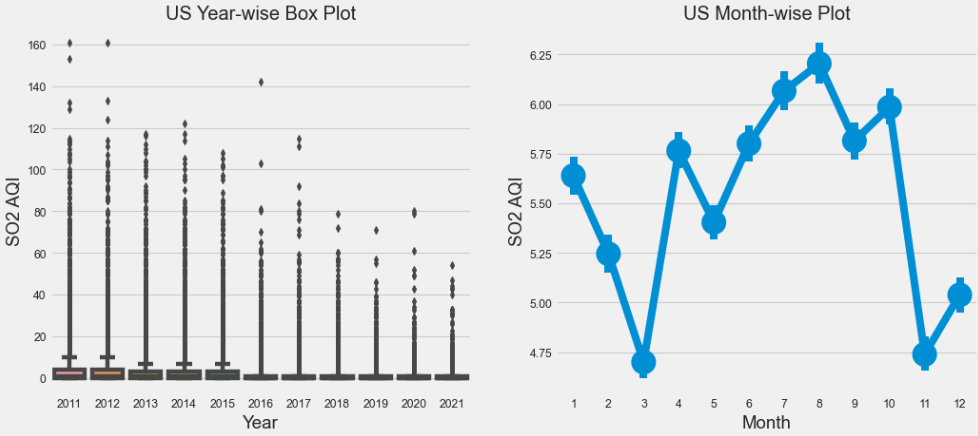 US Year-wise Box Plot
SO2 AQI
160
140
120
100
80
60
40
20
0
2011 2012 2013 2014 2015 2016 2017 2018 2019 2020 2021
Year
US Month-wise Plot
SO2 AQI
6.25
6.00
5.75
5.50
5.25
5.00
4.75
1 2 3 4 5 6 7 8 9 10 11 12
Month